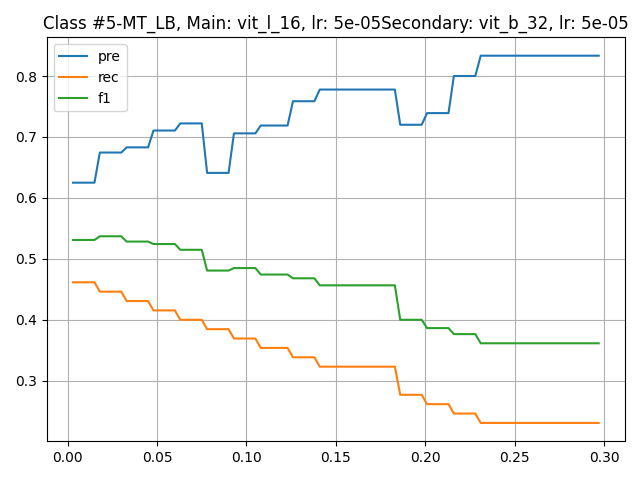 Class #5-MT_LB, Main: vit_l_16, lr: 5e-05Secondary: vit_b_32, lr: 5e-05
pre
rec
f1
0.8
0.7
0.6
0.5
0.4
0.3
0.00 0.05 0.10 0.15 0.20 0.25 0.30